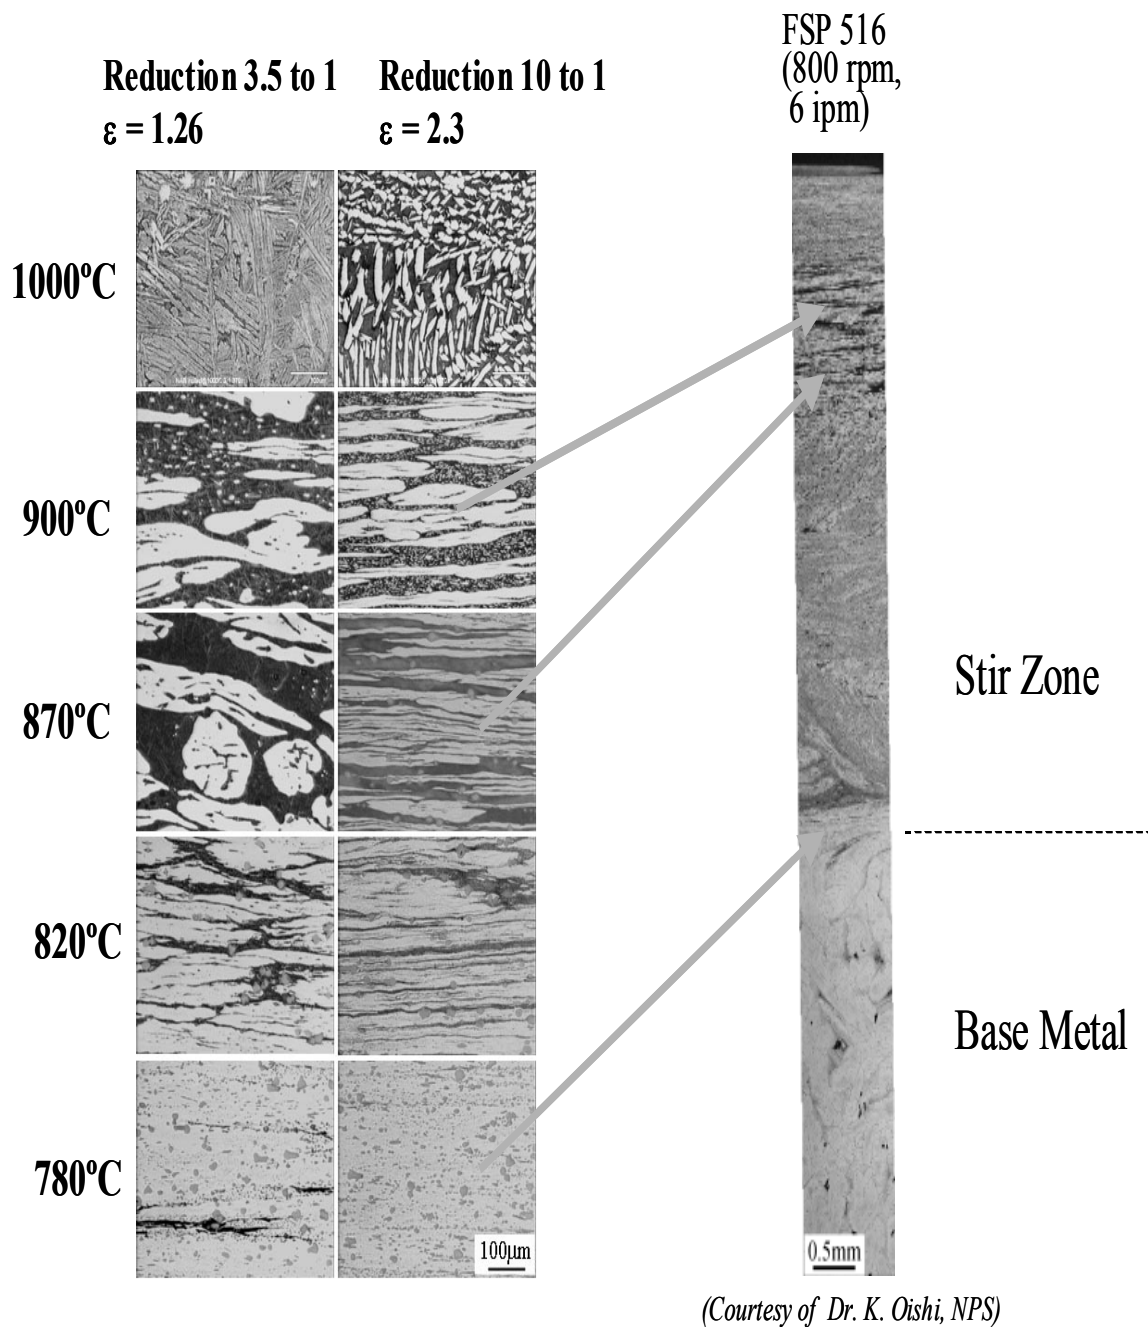 FSP 516
(800 rpm,
6 ipm)
Reduction 3.5 to 1
ε = 1.26
Reduction 10 to 1
ε = 2.3
1000ºC
900ºC
870ºC
820ºC
780ºC
100µm
Stir Zone
Base Metal
0.5mm
(Courtesy of Dr. K. Oishi, NPS)